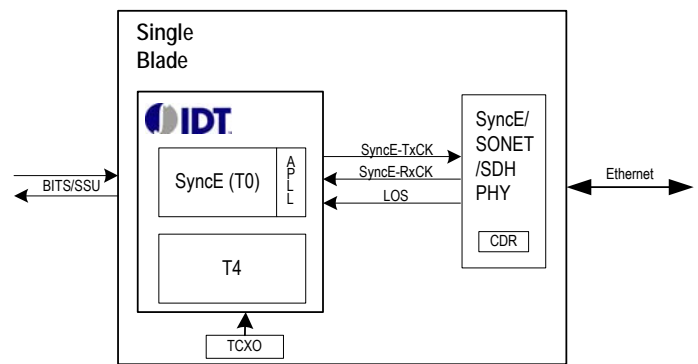 Single
Blade
IDT
SyncE (T0)
APLL
T4
TCXO
BITS/SSU
SyncE-TxCK
SyncE-RxCK
LOS
SyncE/
SONET
/SDH
PHY
CDR
Ethernet